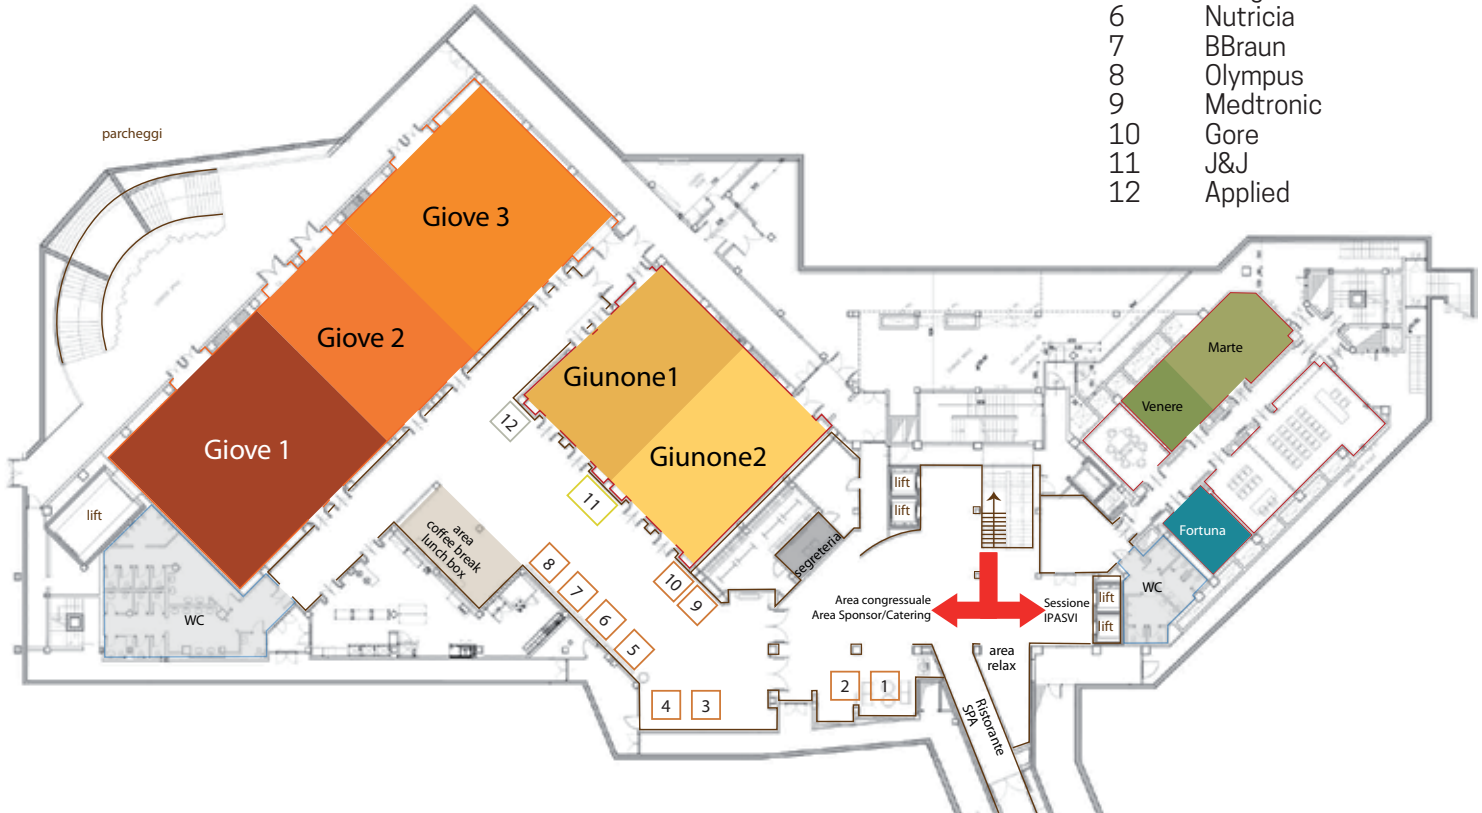 6 Nutricia
7 BBraun
8 Olympus
9 Medtronic
10 Gore
11 J&J
12 Applied
parcheggi
Giove 3
Giove 2
Giove 1
Giunone1
Giunone2
Marte
Venere
Fortuna
12
11
lift
lift
lift
area
coffee break
lunch box
segreteria
8
7
6
5
10
9
WC
WC
Area congressuale
Area Sponsor/Catering
Sessione
IPASVI
lift
lift
area
relax
4
3
2
1
Ristorante
SPA